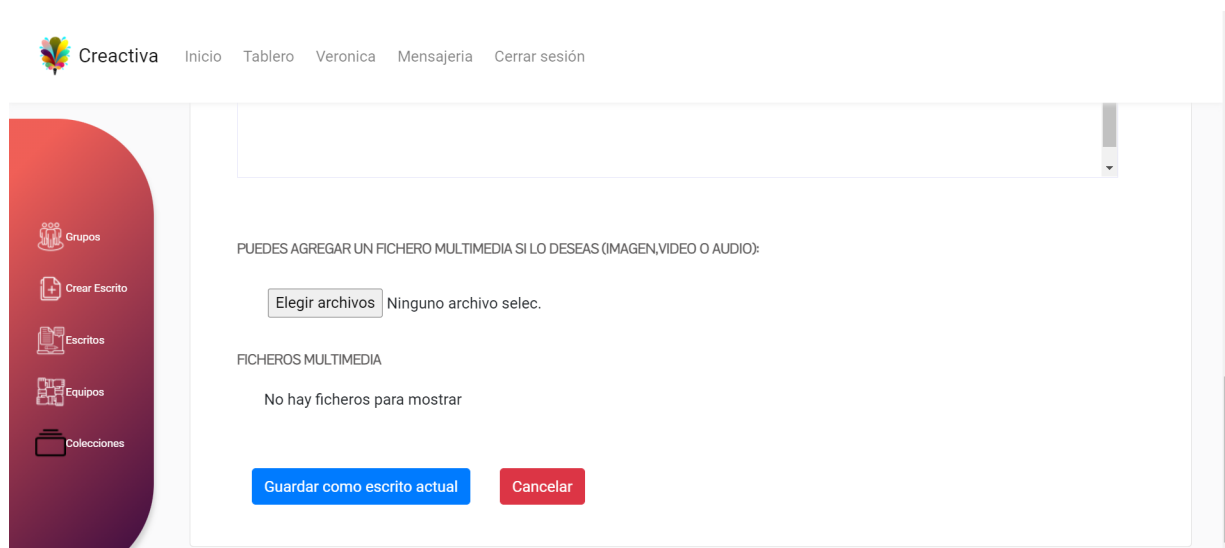 Creactiva Inicio Tablero Veronica Mensajeria Cerrar sesión
Grupos
Crear Escrito
Escritos
Equipos
Colecciones
PUEDES AGREGAR UN FICHERO MULTIMEDIA SI LO DESEAS (IMAGEN,VIDEO O AUDIO):
Elegir archivos Ninguno archivo selec.
FICHEROS MULTIMEDIA
No hay ficheros para mostrar
Guardar como escrito actual Cancelar